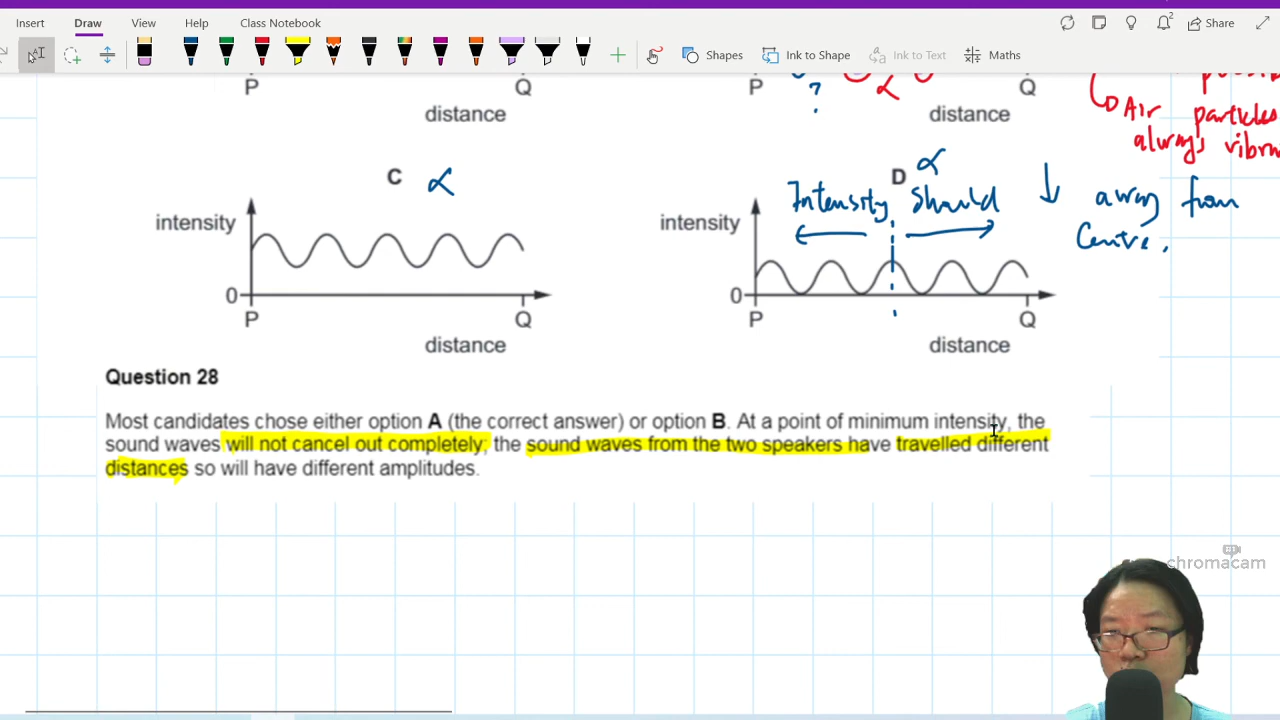 Insert Draw View Help Class Notebook Share
Shapes Ink to Shape Ink to Text Maths
P Q P ? Q
distance distance
Air particles
always
C D
intensity intensity Intensity Should ↓ away from
Centre.
0 0
P Q P Q
distance distance
Question 28
Most candidates chose either option A (the correct answer) or option B. At a point of minimum intensity, the
sound waves will not cancel out completely; the sound waves from the two speakers have travelled different
distances so will have different amplitudes.
chromacam